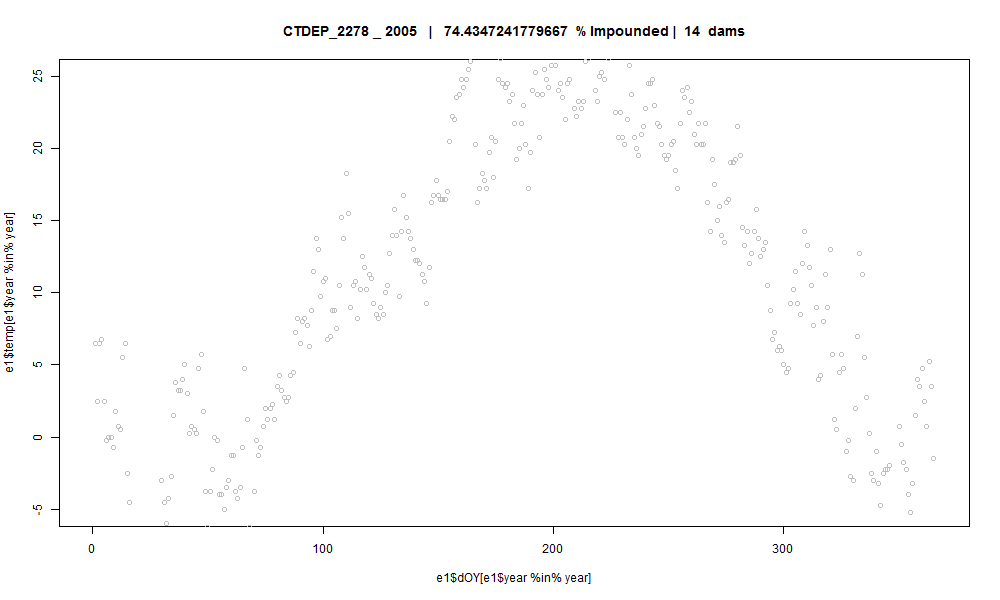 CTDEP_2278 _ 2005 | 74.4347241779667 % Impounded | 14 dams
25
20
15
10
5
0
-5
e1$temp[e1$year %in% year]
0 100 200 300
e1$dOY[e1$year %in% year]